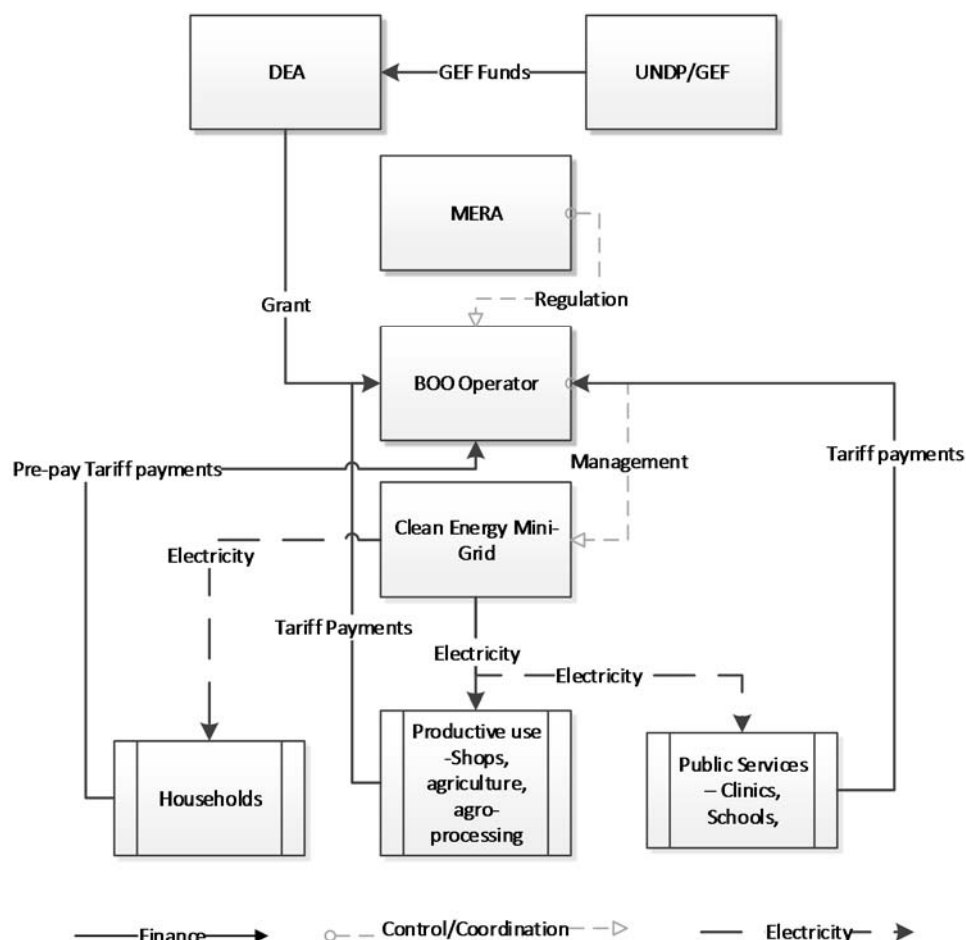 DEA
GEF Funds
UNDP/GEF
MERA
Grant
Regulation
BOO Operator
Pre-pay Tariff payments
Management
Tariff payments
Clean Energy Mini-
Grid
Electricity
Tariff Payments
Electricity
Electricity
Households
Productive use
-Shops,
agriculture,
agro-
processing
Public Services
– Clinics,
Schools,
Finance
Control/Coordination
Electricity